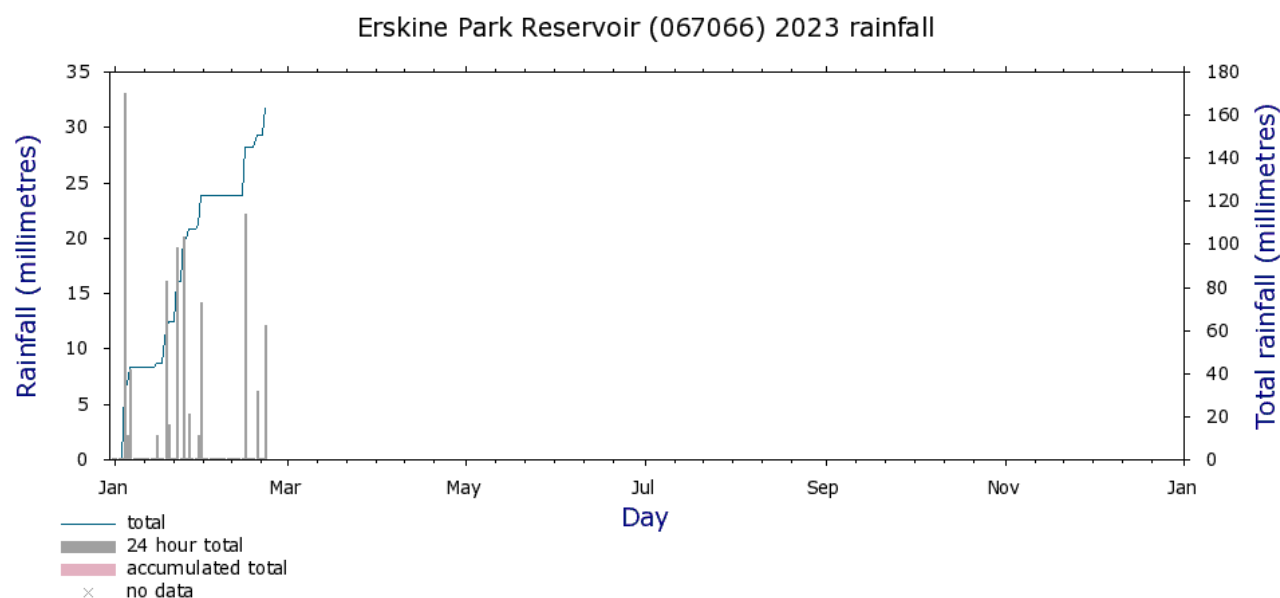 Erskine Park Reservoir (067066) 2023 rainfall
35
30
25
20
15
10
5
0
Rainfall (millimetres)
180
160
140
120
100
80
60
40
20
0
Total rainfall (millimetres)
Jan Mar May Jul Sep Nov Jan
Day
total
24 hour total
accumulated total
no data